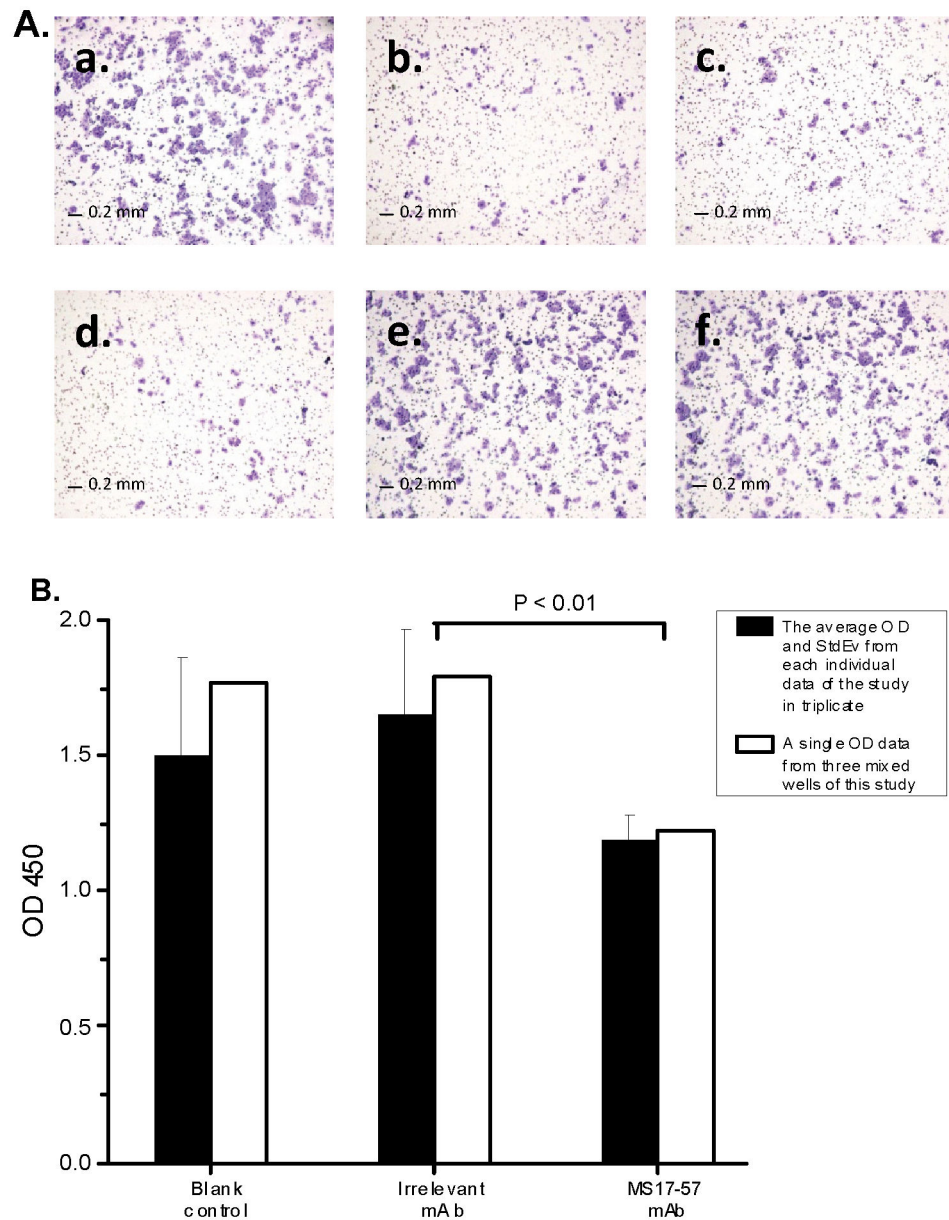 A.
a.
b.
c.
0.2 mm
0.2 mm
0.2 mm
d.
e.
f.
0.2 mm
0.2 mm
0.2 mm
B.
P < 0.01
2.0
1.5
1.0
0.5
0.0
OD 450
The average OD
and StdEv from
each individual
data of the study
in triplicate
A single OD data
from three mixed
wells of this study
Blank
control
Irrelevant
mAb
MS17-57
mAb